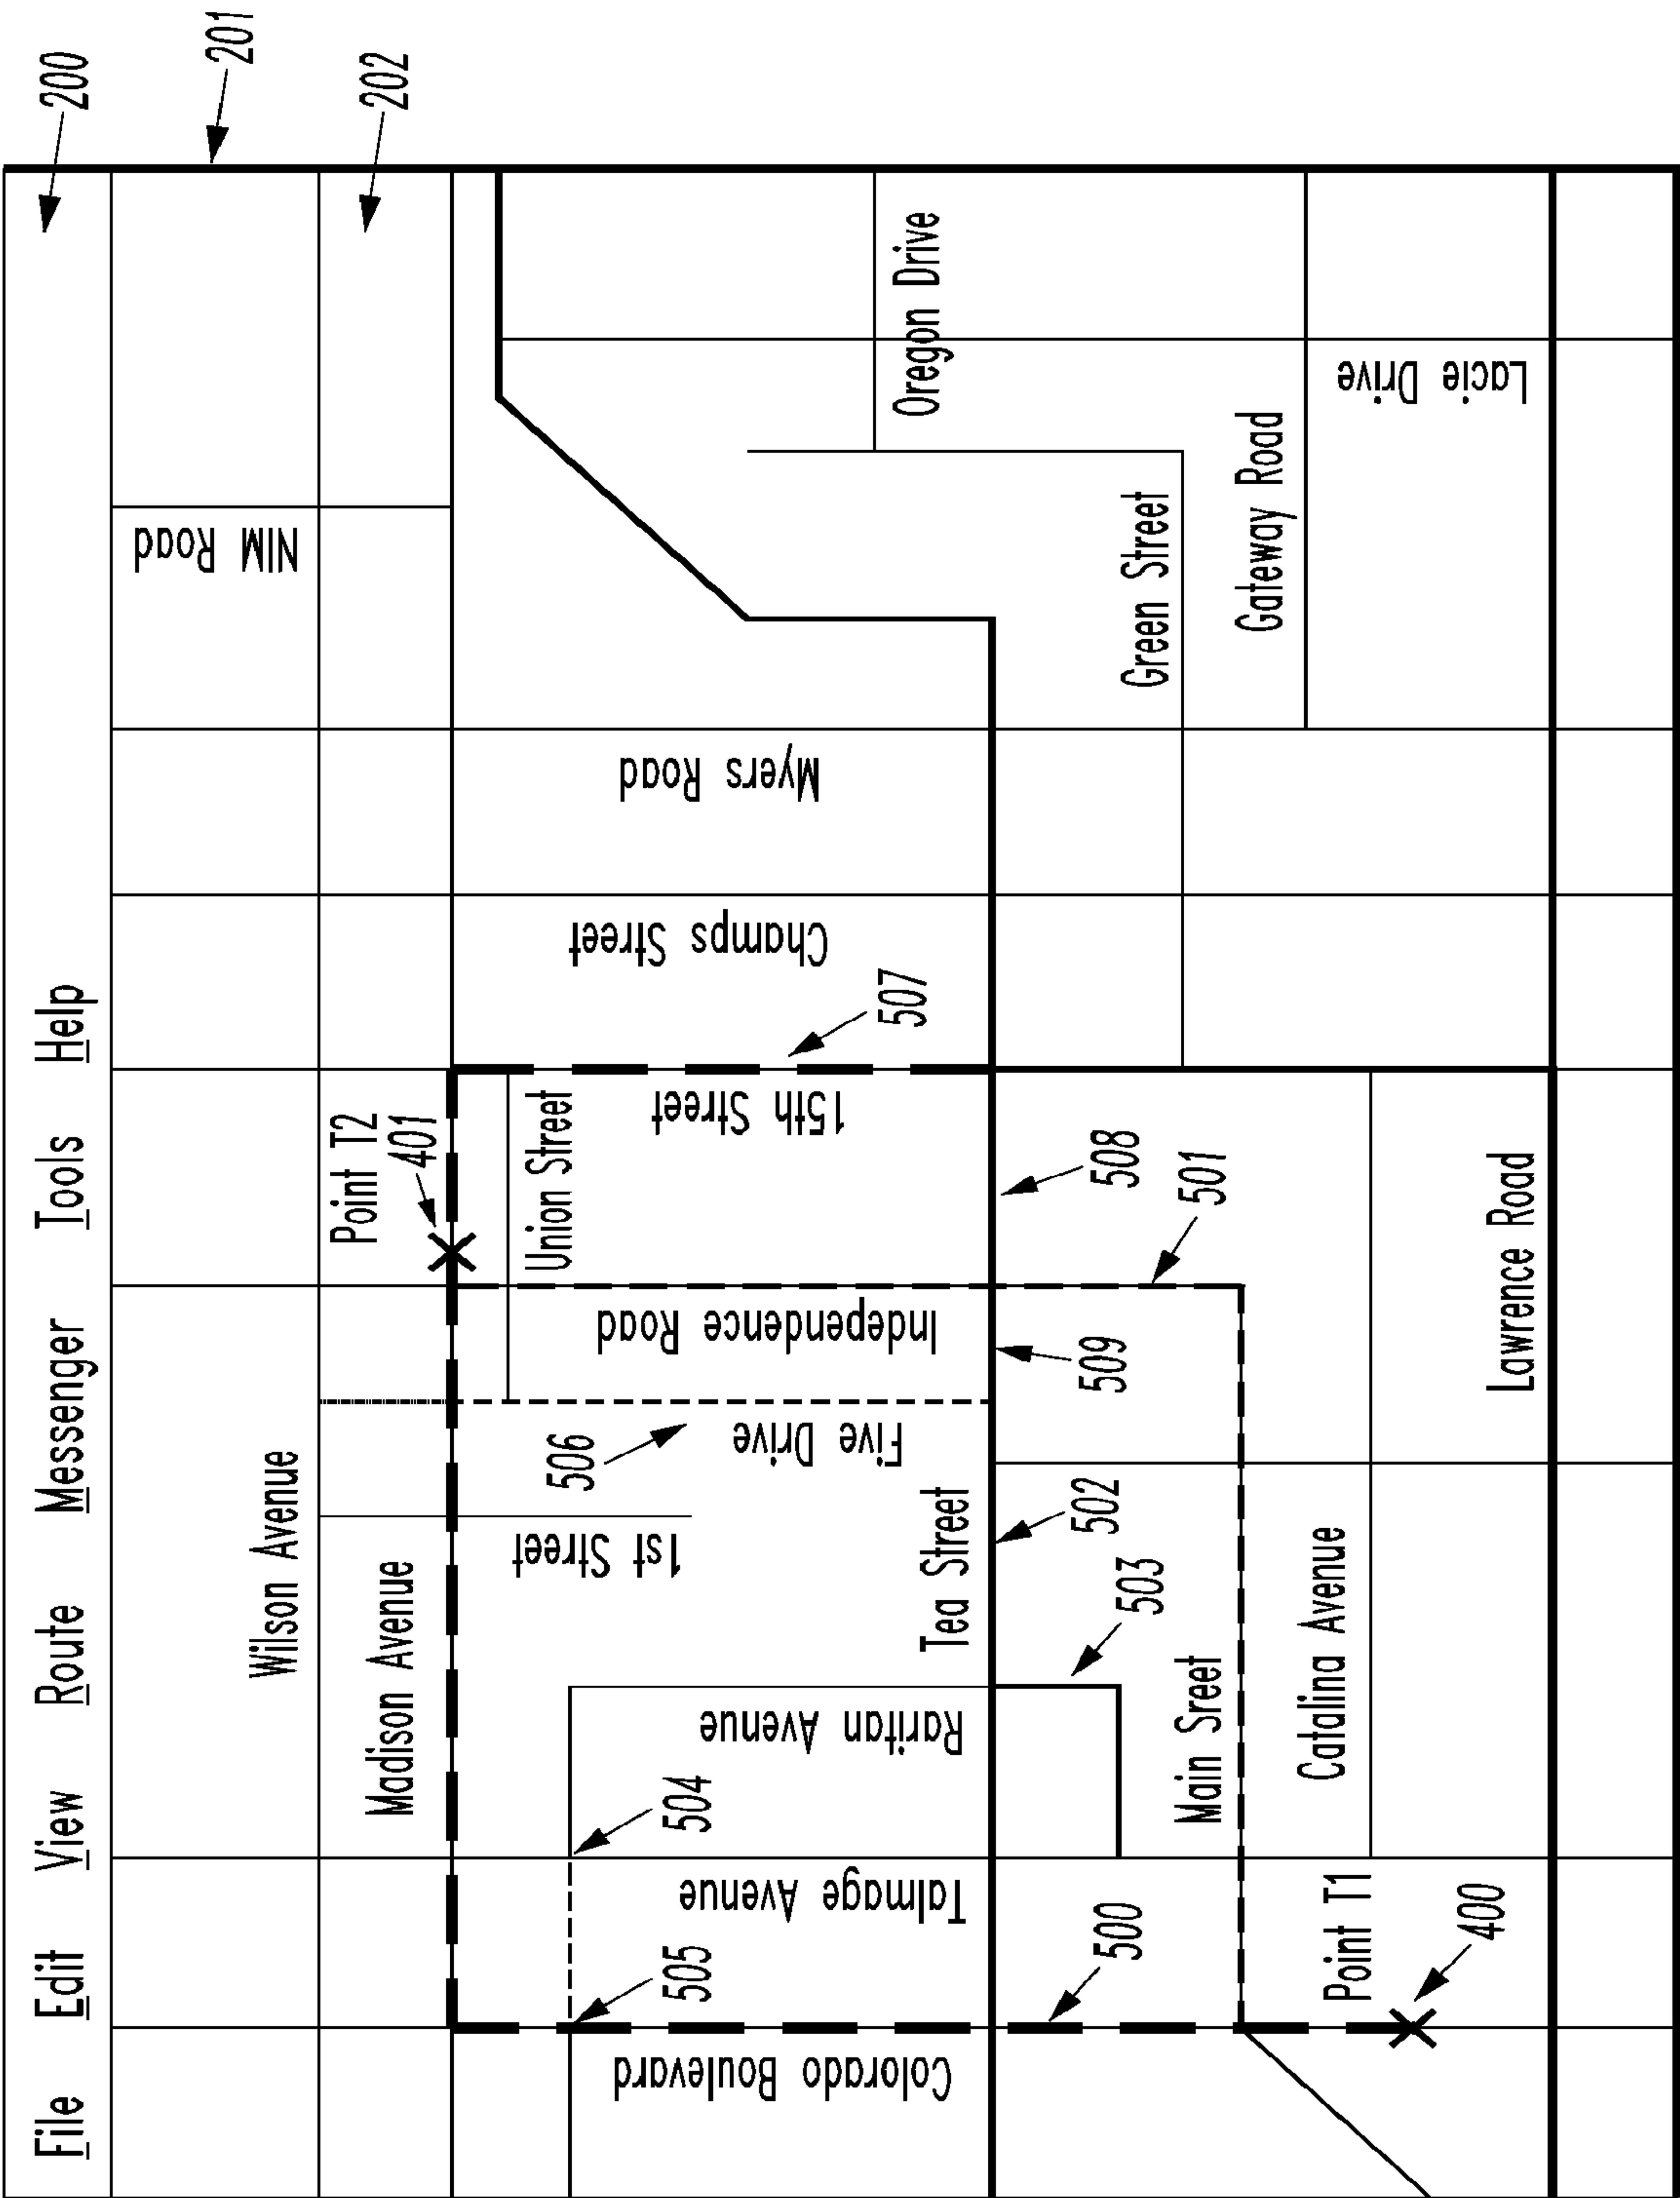 File Edit View Route Messenger Tools Help
200
201
202
Wilson Avenue
NIM Road
Madison Avenue
Point T2
401
Union Street
1st Street
506
Five Drive
Independence Road
15th Street
507
Champs Street
Myers Road
Oregon Drive
504
505
Raritan Avenue
Talmage Avenue
Colorado Boulevard
Tea Street
502
503
509
508
501
500
Green Street
Main Sreet
Gateway Road
Catalina Avenue
Point T1
400
Lacie Drive
Lawrence Road